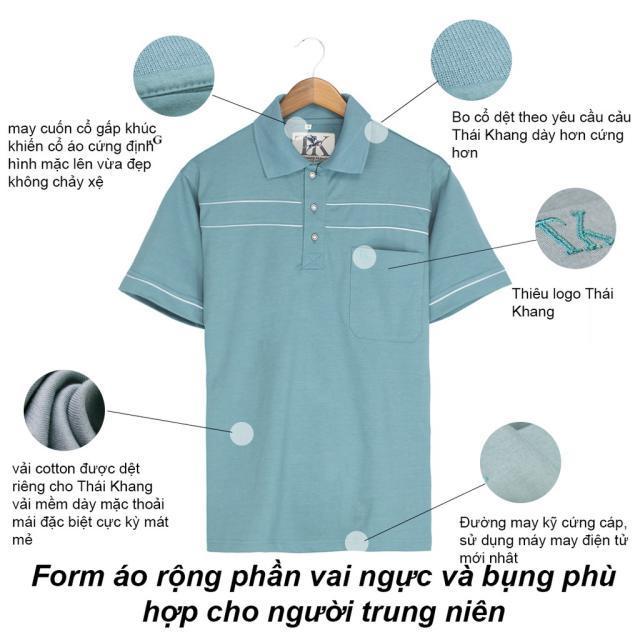 may cuốn cổ gấp khúc
khiến cổ áo cứng định
hình mặc lên vừa đẹp
không chảy xệ
G
Bo cổ dệt theo yêu cầu cảu
Thái Khang dày hơn cứng
hơn
TK
Thiêu logo Thái
Khang
vải cotton được dệt
riêng cho Thái Khang
vải mềm dày mặc thoải
mái đặc biệt cực kỳ mát
mẻ
Đường may kỹ cứng cáp,
sử dụng máy may điện tử
mới nhất
Form áo rộng phần vai ngực và bụng phù
hợp cho người trung niên